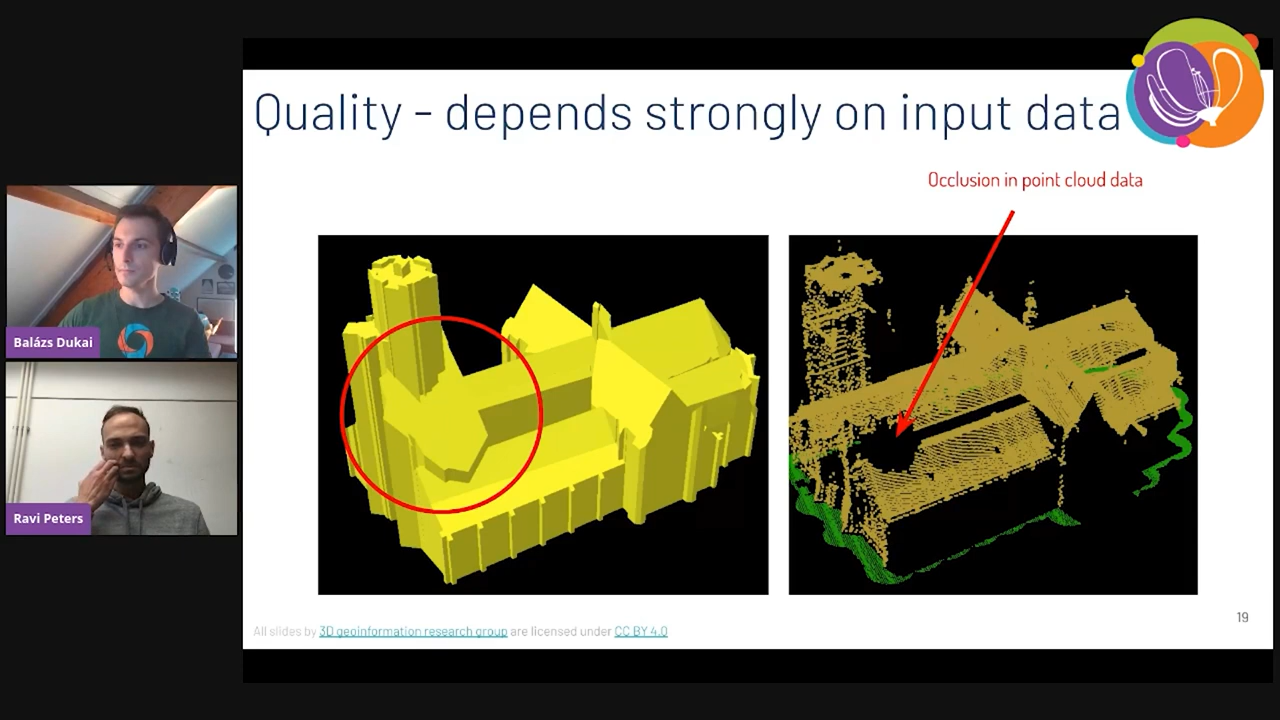 Quality - depends strongly on input data
Occlusion in point cloud data
Balázs Dukai
Ravi Peters
19
All slides by 3D geoinformation research group are licensed under CC BY 4.0